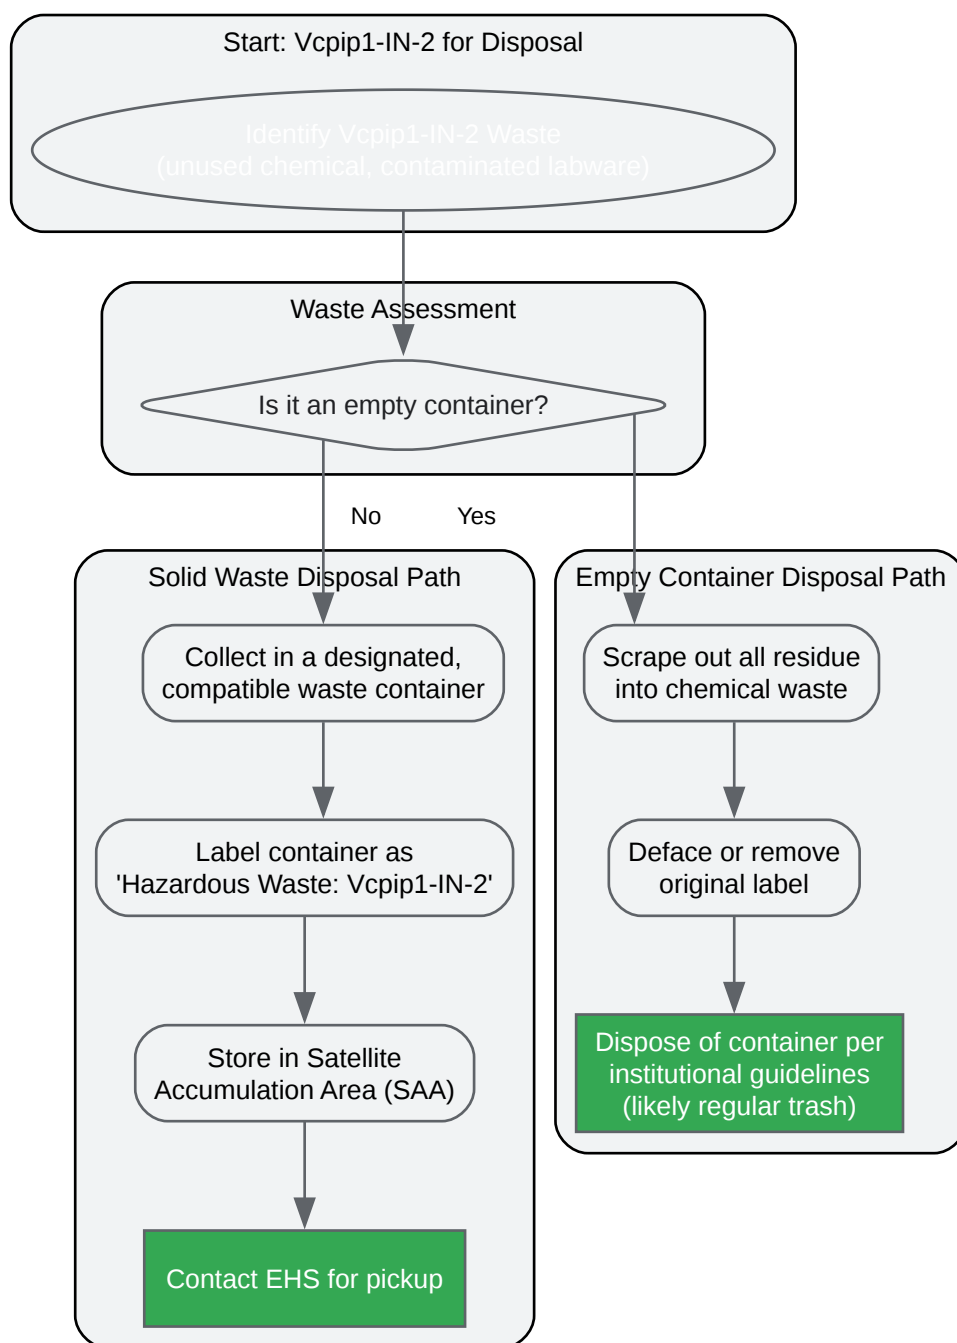 Start: Vcpip1-IN-2 for Disposal
Identify Vcpip1-IN-2 Waste
(unused chemical, contaminated labware)
Waste Assessment
Is it an empty container?
No
Yes
Solid Waste Disposal Path
Collect in a designated,
compatible waste container
Label container as
'Hazardous Waste: Vcpip1-IN-2'
Store in Satellite
Accumulation Area (SAA)
Contact EHS for pickup
Empty Container Disposal Path
Scrape out all residue
into chemical waste
Deface or remove
original label
Dispose of container per
institutional guidelines
(likely regular trash)